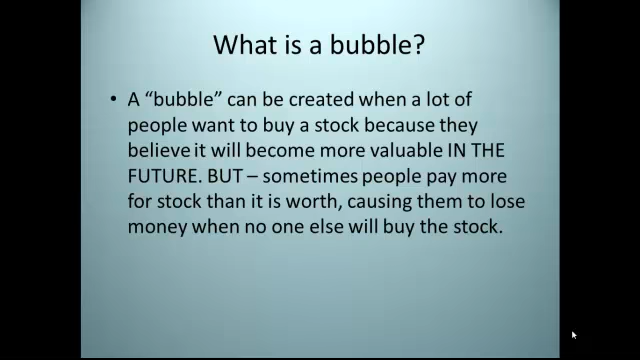 What is a bubble?
• A “bubble” can be created when a lot of
people want to buy a stock because they
believe it will become more valuable IN THE
FUTURE. BUT – sometimes people pay more
for stock than it is worth, causing them to lose
money when no one else will buy the stock.